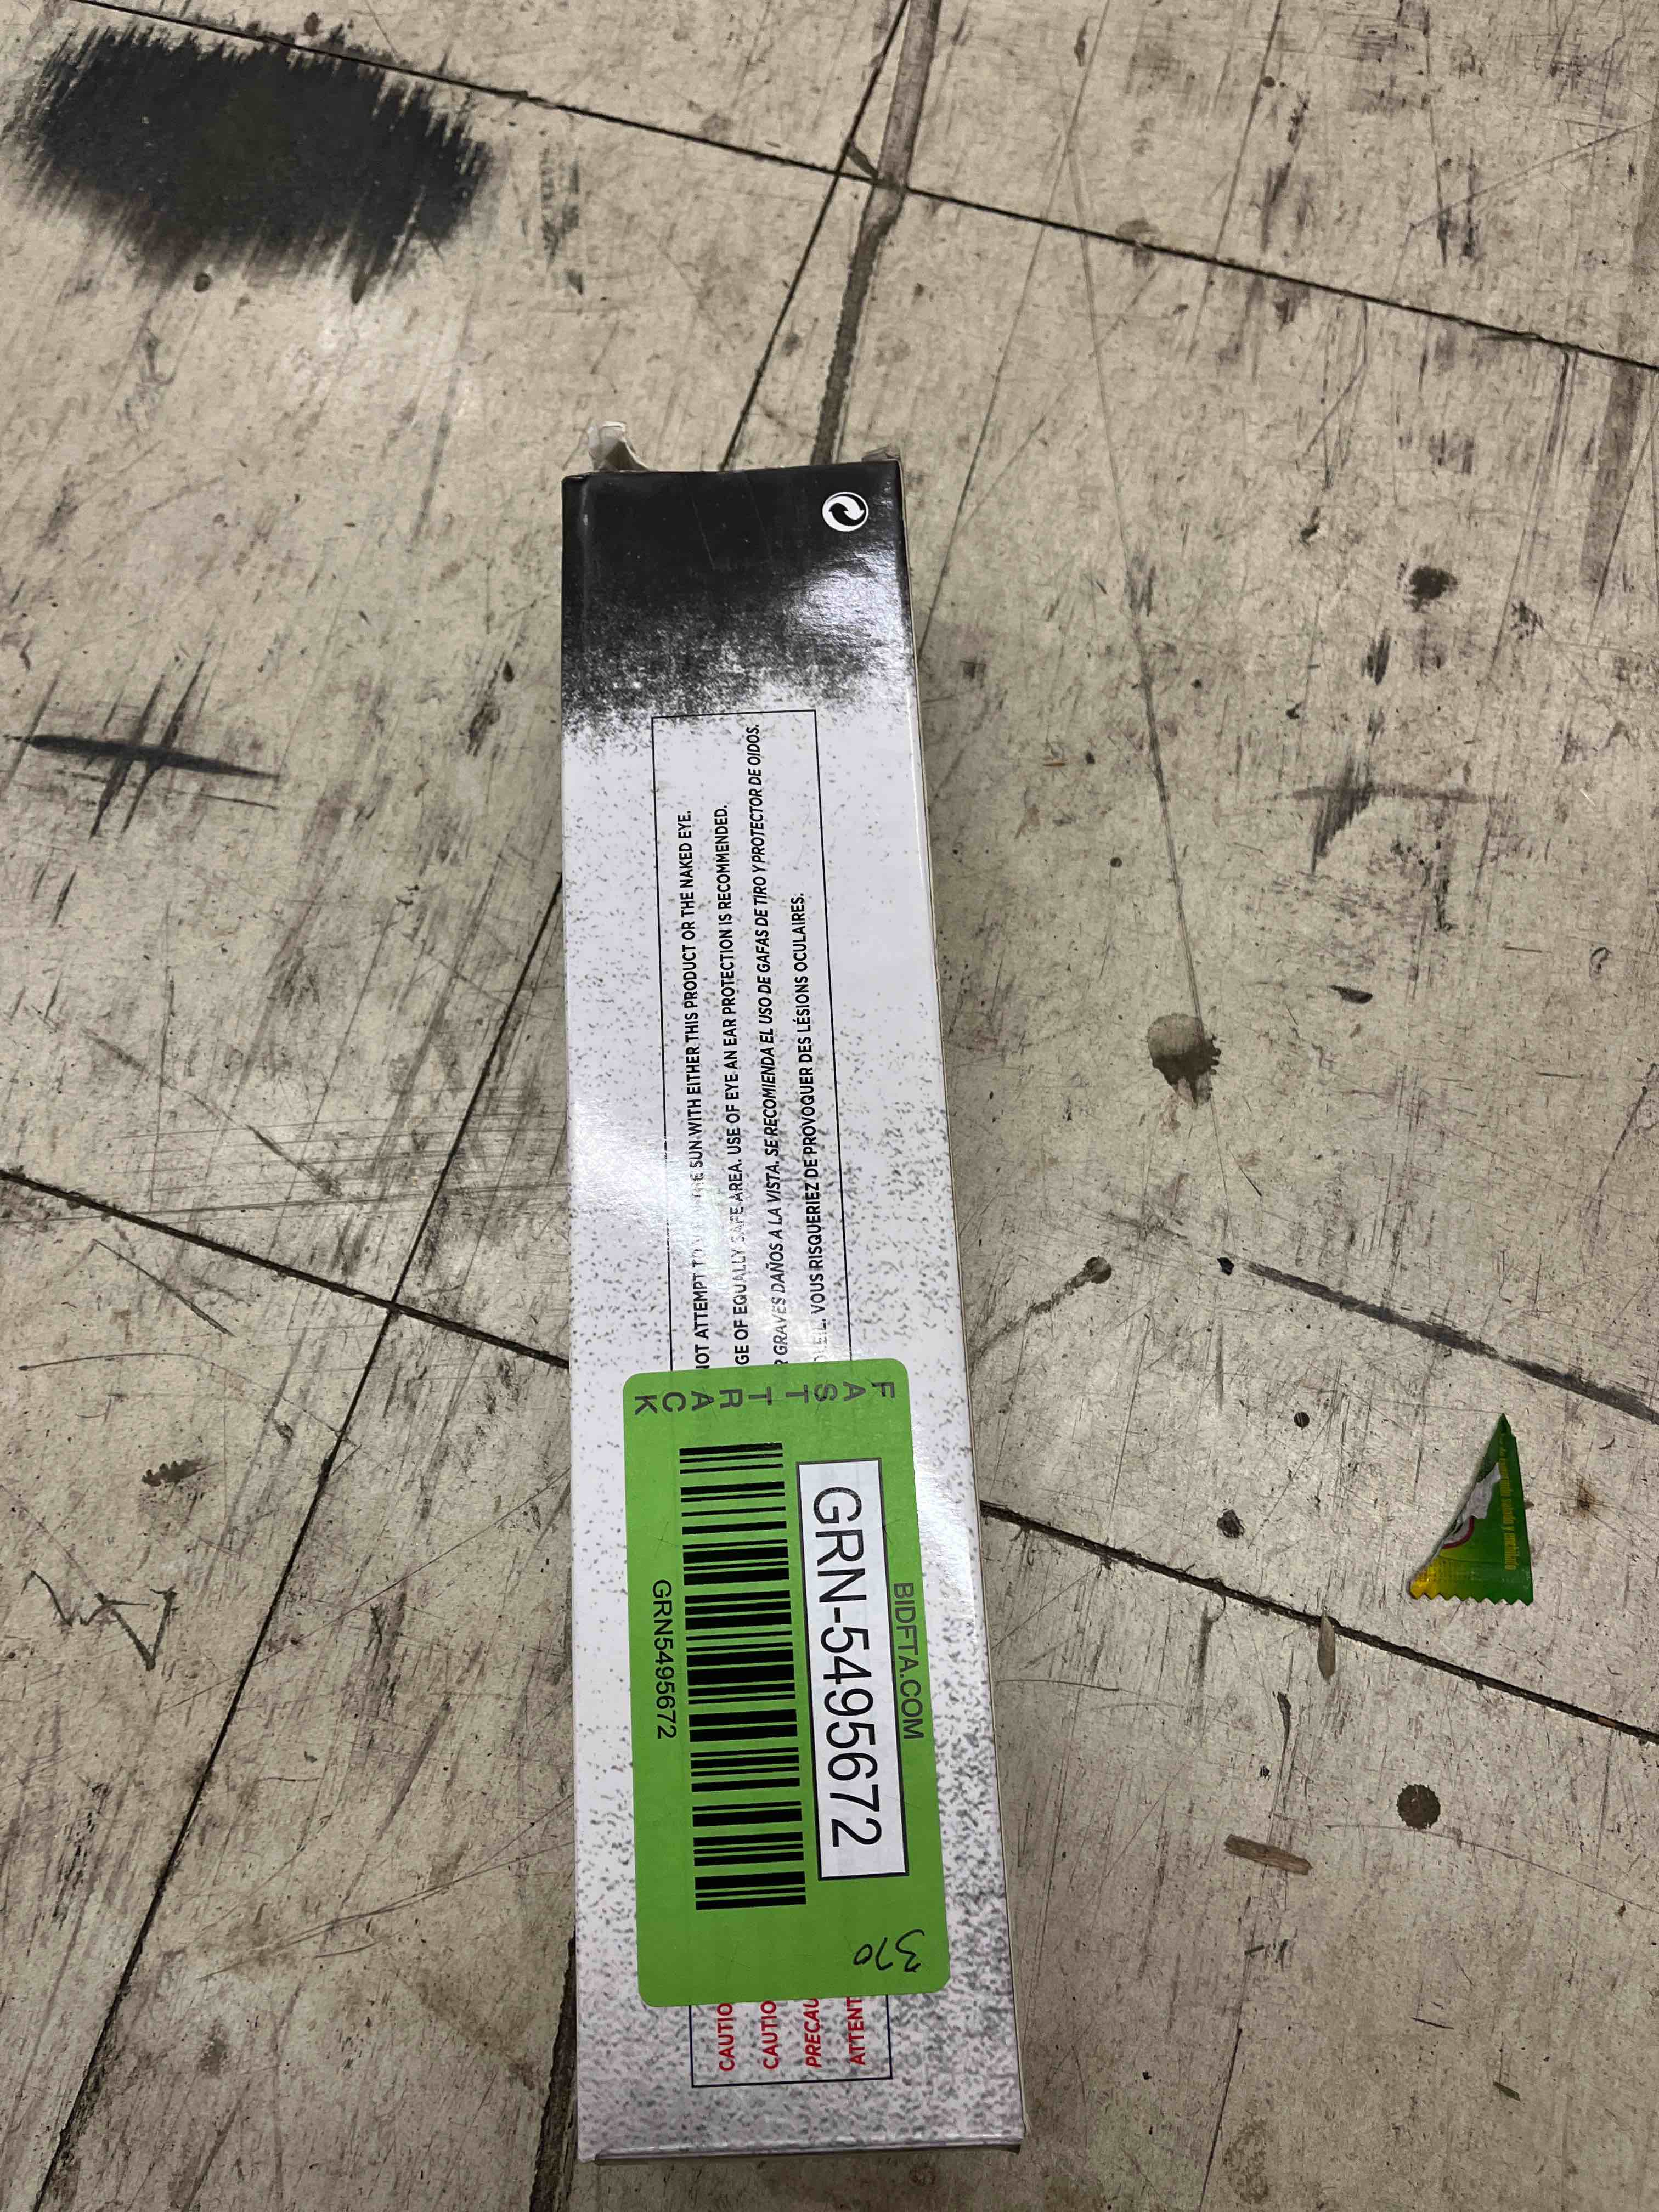 FAST TRACK
BIDFTA.COM
GRN-5495672
GRN5495672
370
CAUTIO
NOT ATTEMPT TO THE SUN WITH EITHER THIS PRODUCT OR THE NAKED EYE.
CAUTIO
GE OF EQUALLY SAFE AREA. USE OF EYE AN EAR PROTECTION IS RECOMMENDED.
PRECAU
R GRAVES DAÑOS A LA VISTA. SE RECOMIENDA EL USO DE GAFAS DE TIRO Y PROTECTOR DE OIDOS.
ATTENT
OLEIL. VOUS RISQUERIEZ DE PROVOQUER DES LÉSIONS OCULAIRES.